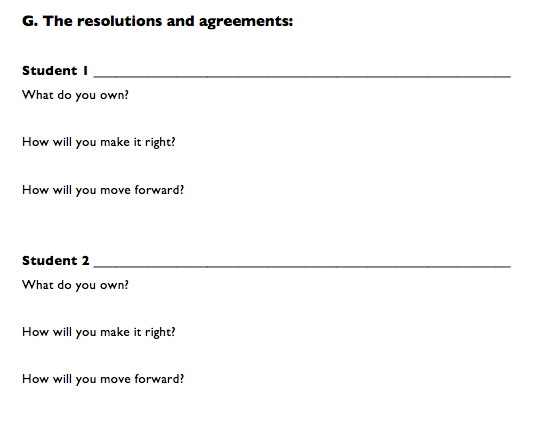 G. The resolutions and agreements:
Student 1
What do you own?
How will you make it right?
How will you move forward?
Student 2
What do you own?
How will you make it right?
How will you move forward?